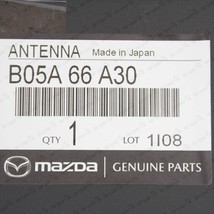 ANTENNA Made in Japan
B05A 66 A30
QTY 1 LOT 1I08
mazda GENUINE PARTS